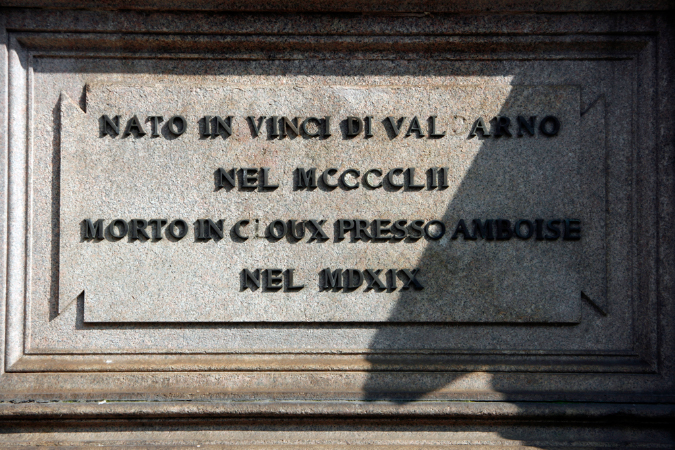 NATO IN VINCI DI VAL D'ARNO
NEL MCCCCLII
MORTO IN CLOUX PRESSO AMBOISE
NEL MDXIX